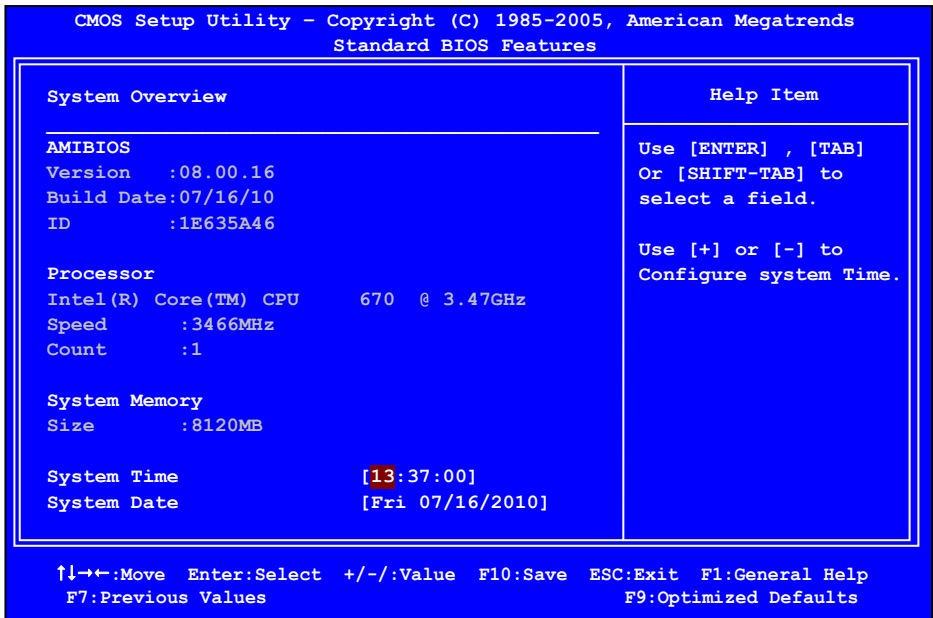 CMOS Setup Utility – Copyright (C) 1985-2005, American Megatrends
Standard BIOS Features
System Overview
AMIBIOS
Version :08.00.16
Build Date:07/16/10
ID :1E635A46
Processor
Intel(R) Core(TM) CPU 670 @ 3.47GHz
Speed :3466MHz
Count :1
System Memory
Size :8120MB
System Time [13:37:00]
System Date [Fri 07/16/2010]
Help Item
Use [ENTER] , [TAB]
Or [SHIFT-TAB] to
select a field.
Use [+] or [-] to
Configure system Time.
↑↓→←:Move Enter:Select +/-/:Value F10:Save ESC:Exit F1:General Help
F7:Previous Values F9:Optimized Defaults